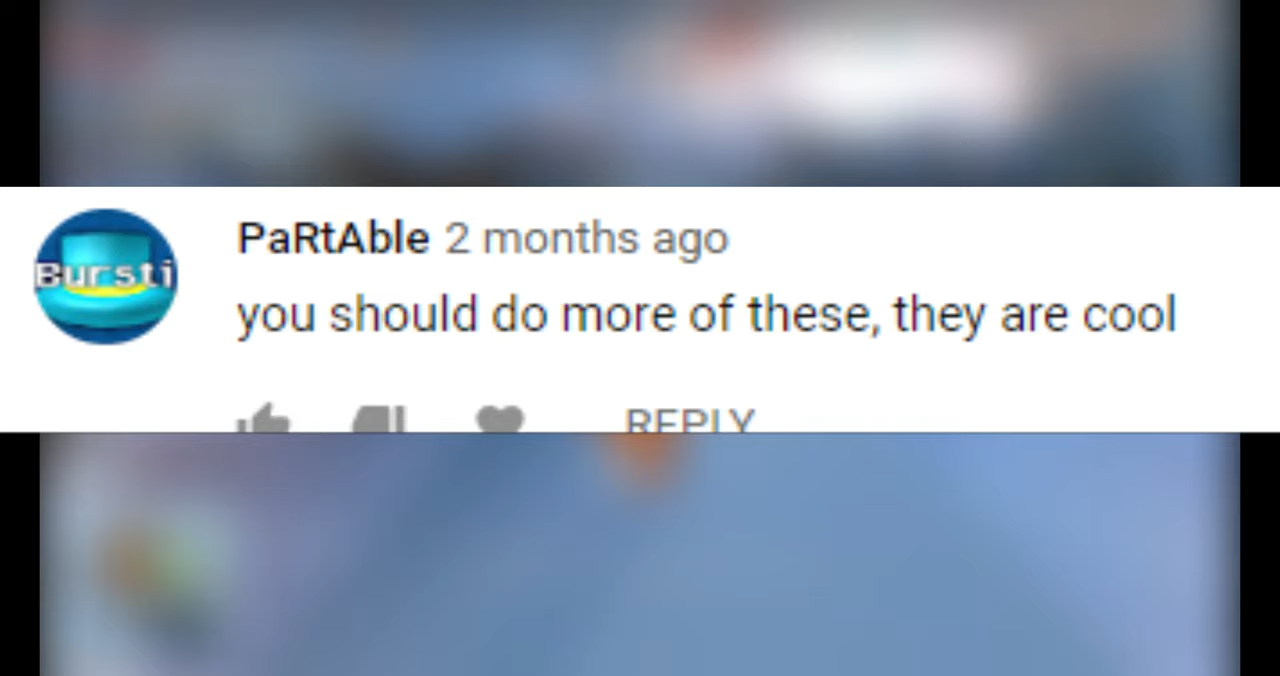 Bursti
PaRtAble 2 months ago
you should do more of these, they are cool
REPLY